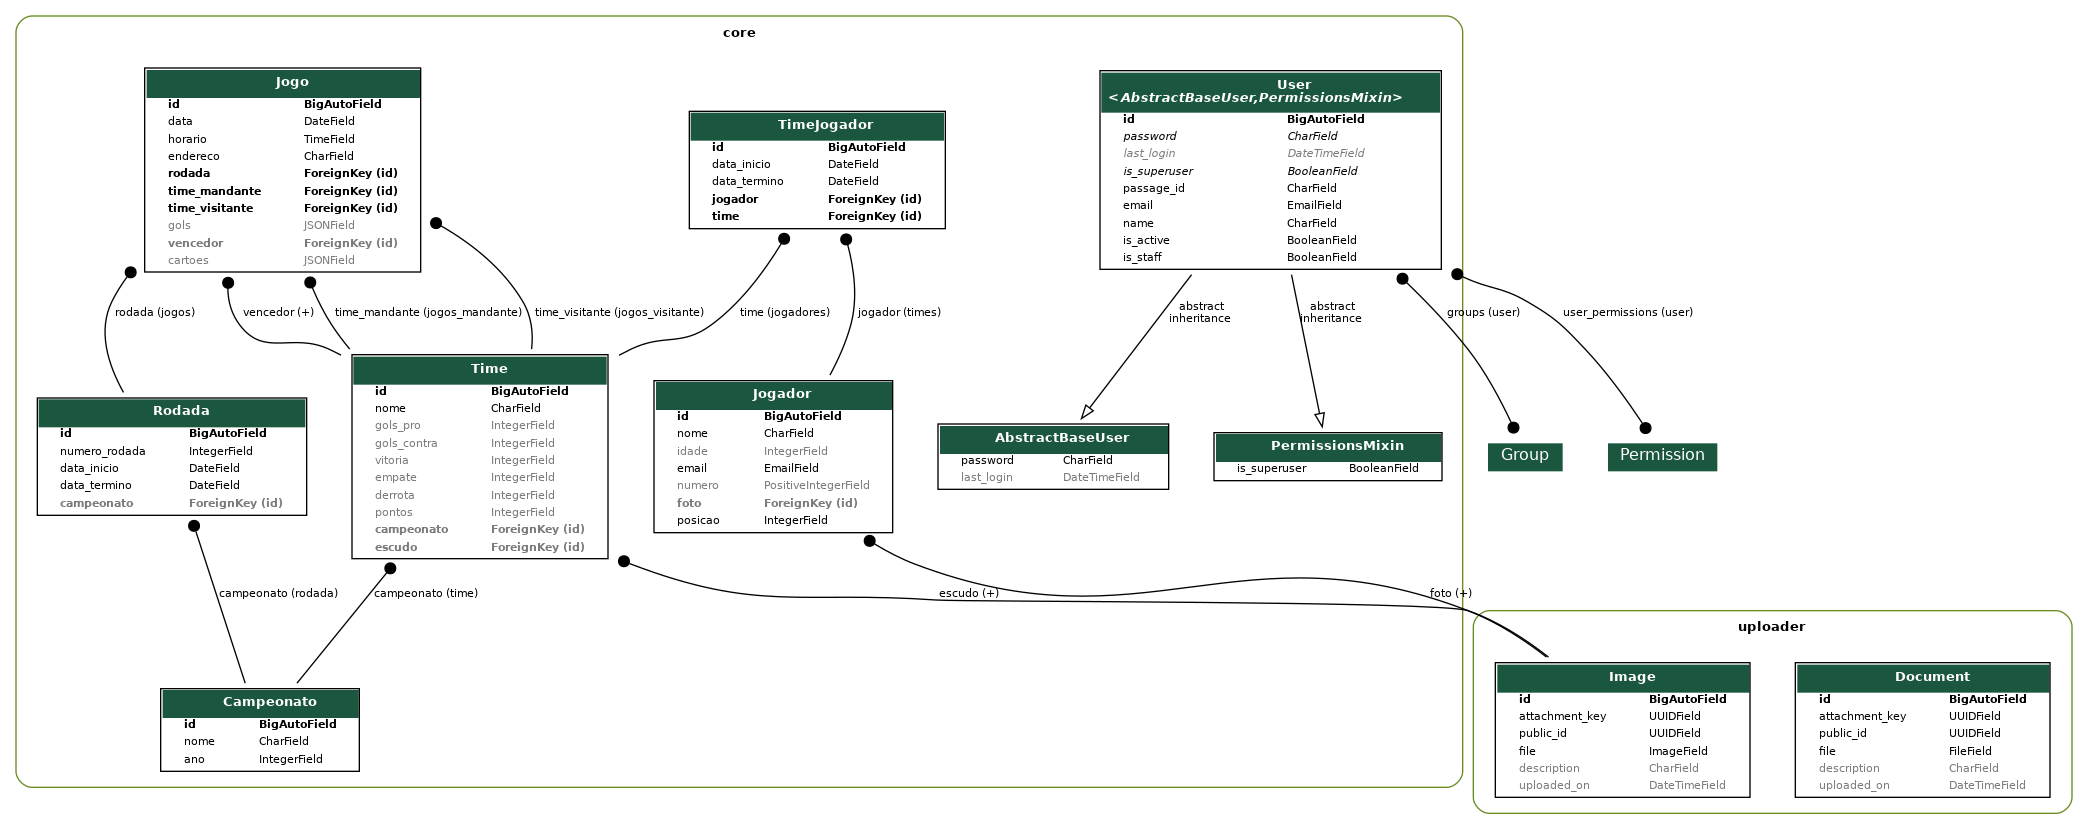 core
Jogo
id BigAutoField
data DateField
horario TimeField
endereco CharField
rodada ForeignKey (id)
time_mandante ForeignKey (id)
time_visitante ForeignKey (id)
gols JSONField
vencedor ForeignKey (id)
cartoes JSONField
TimeJogador
id BigAutoField
data_inicio DateField
data_termino DateField
jogador ForeignKey (id)
time ForeignKey (id)
User
<AbstractBaseUser,PermissionsMixin>
id BigAutoField
password CharField
last_login DateTimeField
is_superuser BooleanField
passage_id CharField
email EmailField
name CharField
is_active BooleanField
is_staff BooleanField
rodada (jogos)
vencedor (+)
time_mandante (jogos_mandante)
time_visitante (jogos_visitante)
time (jogadores)
jogador (times)
abstract
inheritance
abstract
inheritance
groups (user)
user_permissions (user)
Rodada
id BigAutoField
numero_rodada IntegerField
data_inicio DateField
data_termino DateField
campeonato ForeignKey (id)
Time
id BigAutoField
nome CharField
gols_pro IntegerField
gols_contra IntegerField
vitoria IntegerField
empate IntegerField
derrota IntegerField
pontos IntegerField
campeonato ForeignKey (id)
escudo ForeignKey (id)
Jogador
id BigAutoField
nome CharField
idade IntegerField
email EmailField
numero PositiveIntegerField
foto ForeignKey (id)
posicao IntegerField
AbstractBaseUser
password CharField
last_login DateTimeField
PermissionsMixin
is_superuser BooleanField
Group
Permission
campeonato (rodada)
campeonato (time)
escudo (+)
foto (+)
Campeonato
id BigAutoField
nome CharField
ano IntegerField
uploader
Image
id BigAutoField
attachment_key UUIDField
public_id UUIDField
file ImageField
description CharField
uploaded_on DateTimeField
Document
id BigAutoField
attachment_key UUIDField
public_id UUIDField
file FileField
description CharField
uploaded_on DateTimeField